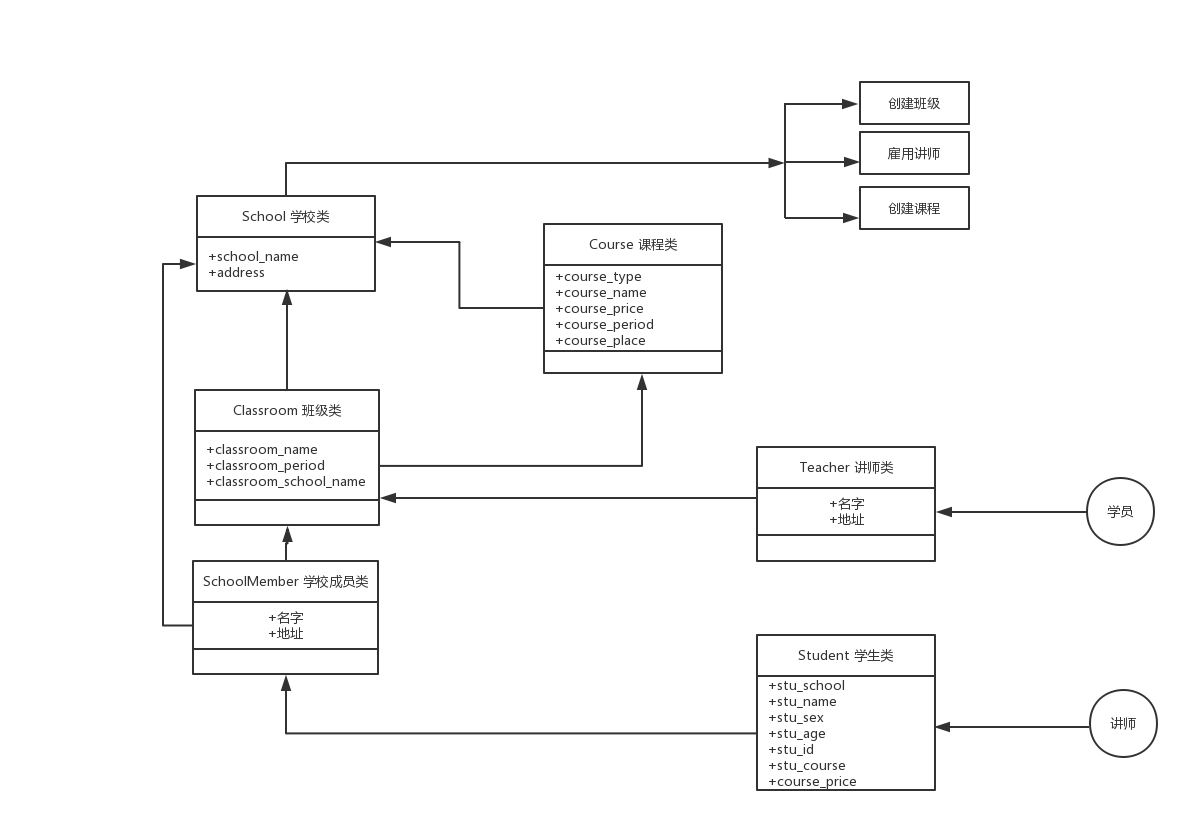 创建班级
雇用讲师
创建课程
School 学校类
+school_name
+address
Course 课程类
+course_type
+course_name
+course_price
+course_period
+course_place
Classroom 班级类
+classroom_name
+classroom_period
+classroom_school_name
Teacher 讲师类
+名字
+地址
学员
SchoolMember 学校成员类
+名字
+地址
Student 学生类
+stu_school
+stu_name
+stu_sex
+stu_age
+stu_id
+stu_course
+course_price
讲师